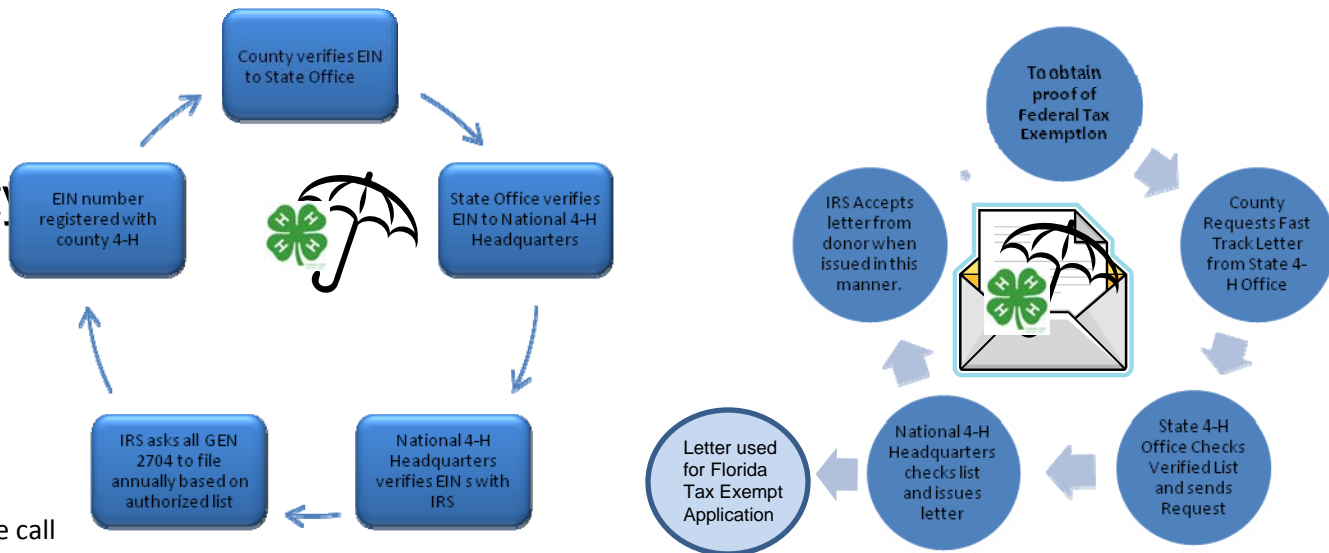 County verifies EIN
to State Office
State Office verifies
EIN to National 4-H
Headquarters
National 4-H
Headquarters
verifies EIN s with
IRS
IRS asks all GEN
2704 to file
annually based on
authorized list
EIN number
registered with
county 4-H
H H
H H
e call
To obtain
proof of
Federal Tax
Exemption
County
Requests Fast
Track Letter
from State 4-
H Office
State 4-H
Office Checks
Verified List
and sends
Request
National 4-H
Headquarters
checks list
and issues
letter
Letter used
for Florida
Tax Exempt
Application
IRS Accepts
letter from
donor when
issued in this
manner.
H H
H H